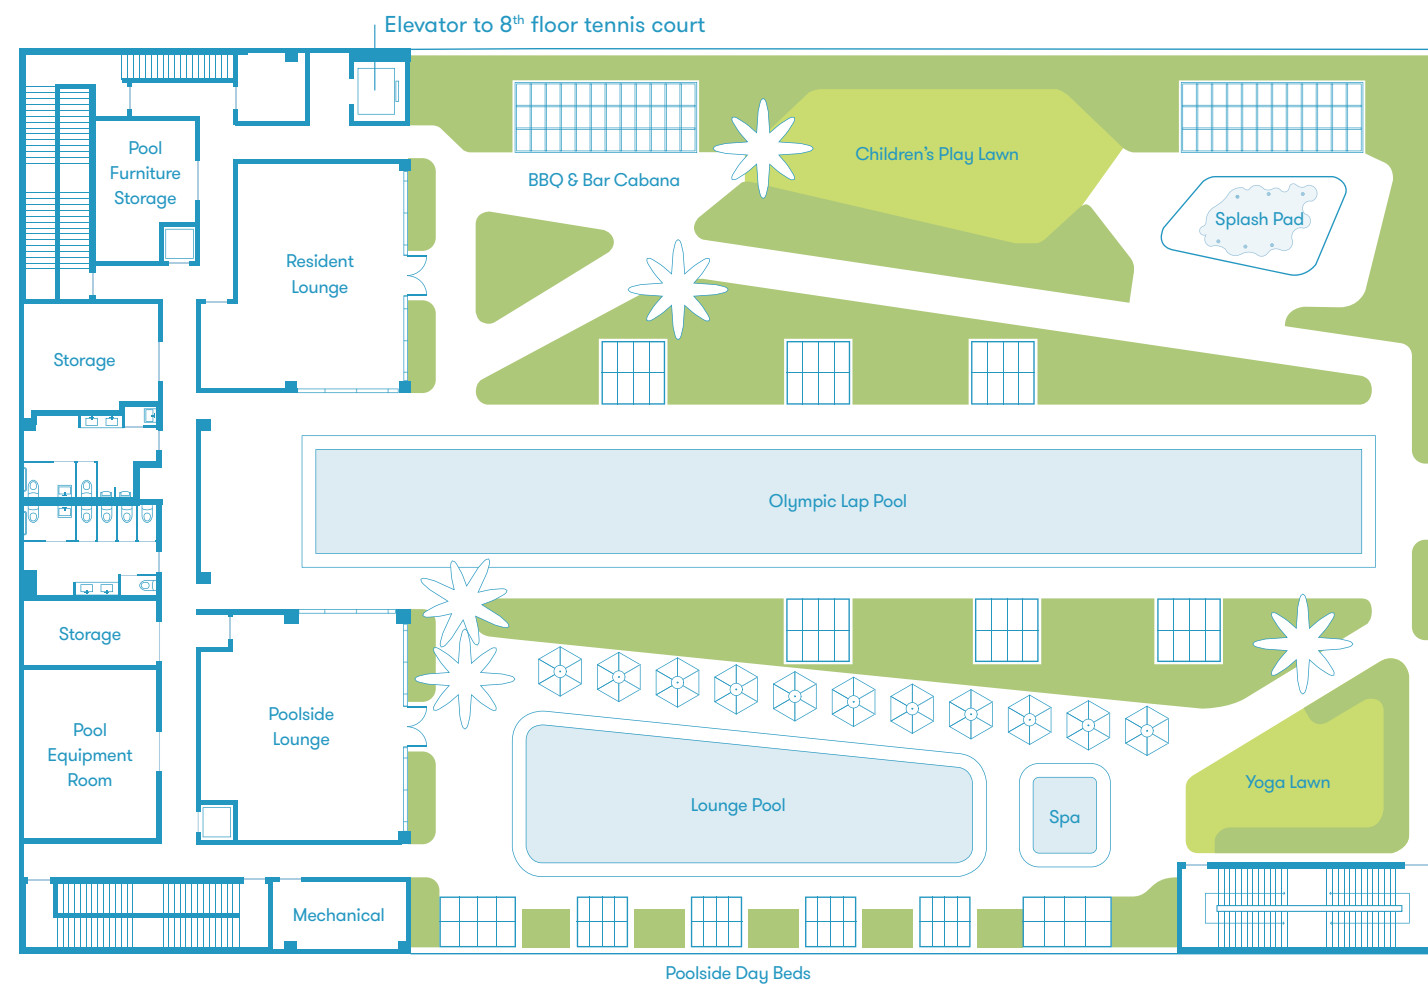 Elevator to 8th floor tennis court
Pool
Furniture
Storage
BBQ & Bar Cabana
Children's Play Lawn
Splash Pad
Resident
Lounge
Storage
Olympic Lap Pool
Storage
Poolside
Lounge
Pool
Equipment
Room
Lounge Pool
Spa
Yoga Lawn
Mechanical
Poolside Day Beds